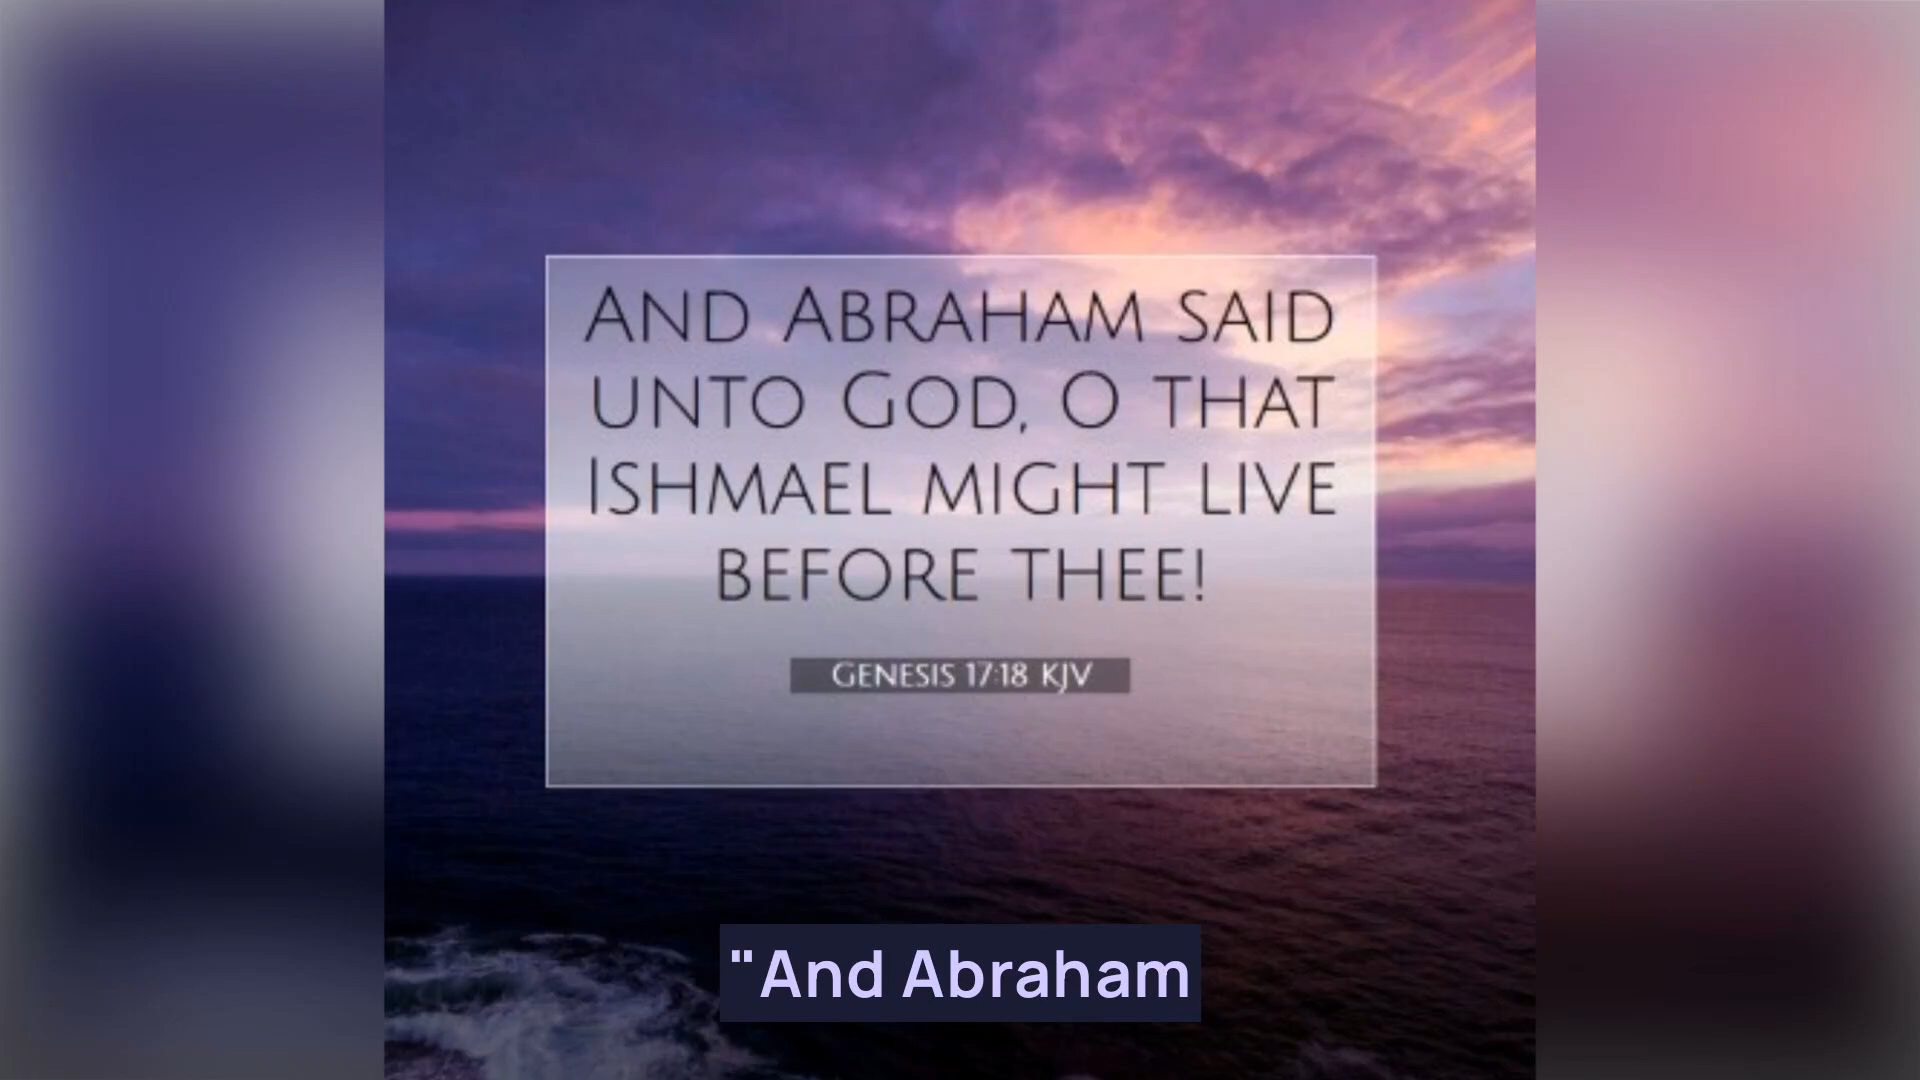 And Abraham said
unto God, O that
Ishmael might live
before thee!
Genesis 17:18 KJV
"And Abraham